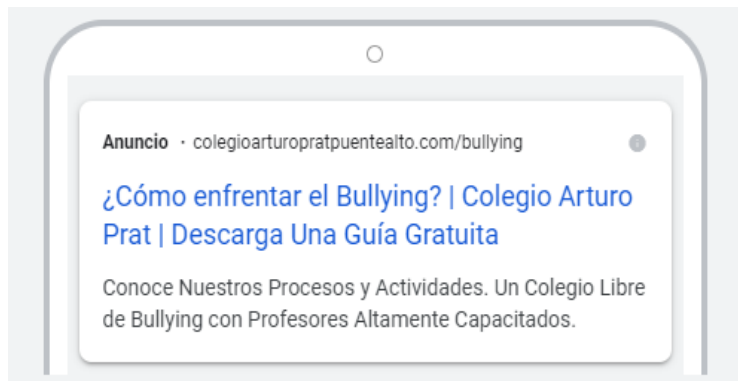 Anuncio · colegioarturopratpuentealto.com/bullying
¿Cómo enfrentar el Bullying? | Colegio Arturo
Prat | Descarga Una Guía Gratuita
Conoce Nuestros Procesos y Actividades. Un Colegio Libre
de Bullying con Profesores Altamente Capacitados.